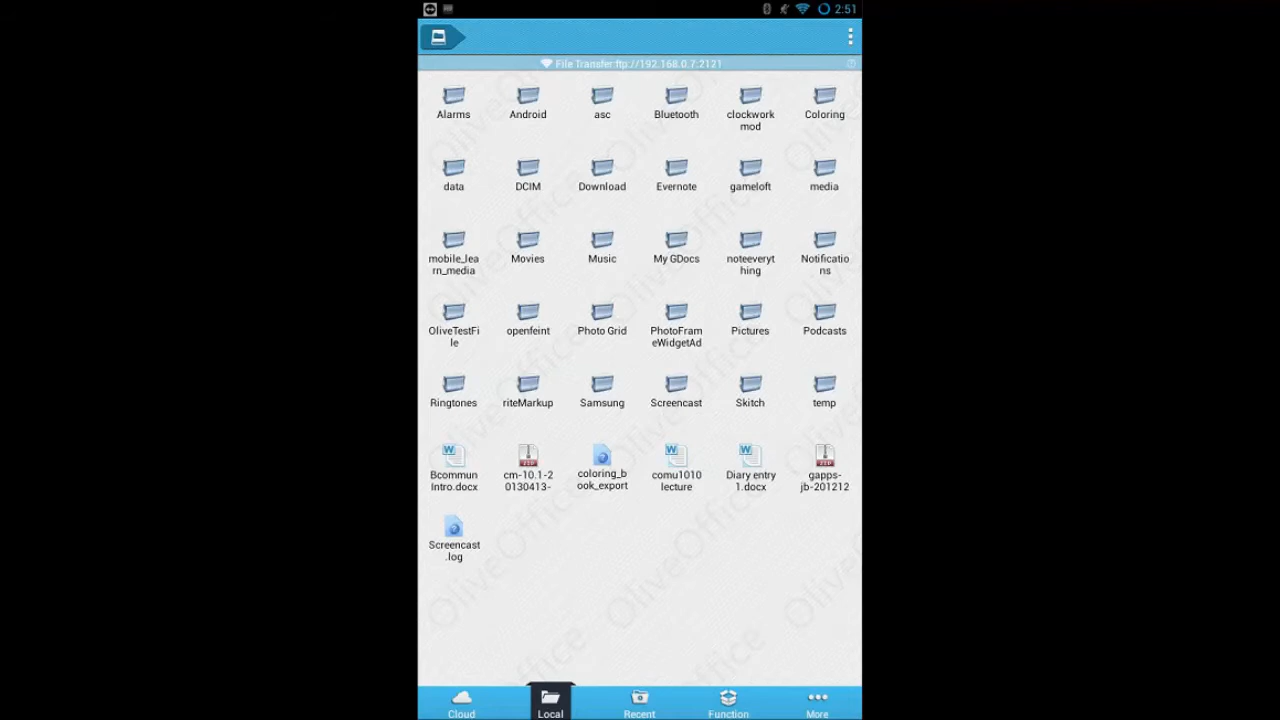 2:51
File Transfer:ftp://192.168.0.7:2121
Alarms
Android
asc
Bluetooth
clockwork
mod
Coloring
data
DCIM
Download
Evernote
gameloft
media
mobile_lea
rn_media
Movies
Music
My GDocs
noteeveryt
hing
Notificatio
ns
OliveTestFi
le
openfeint
Photo Grid
PhotoFram
eWidgetAd
Pictures
Podcasts
Ringtones
riteMarkup
Samsung
Screencast
Skitch
temp
Bcommun
Intro.docx
cm-10.1-2
0130413-
coloring_b
ook_export
comu1010
lecture
Diary entry
1.docx
gapps-
jb-201212
Screencast
.log
OliveOffice
Cloud
Local
Recent
Function
More